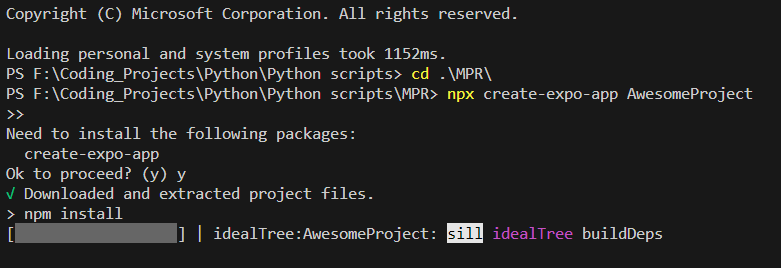 Copyright (C) Microsoft Corporation. All rights reserved.
Loading personal and system profiles took 1152ms.
PS F:\Coding_Projects\Python\Python scripts> cd .\MPR\
PS F:\Coding_Projects\Python\Python scripts\MPR> npx create-expo-app AwesomeProject
>>
Need to install the following packages:
  create-expo-app
Ok to proceed? (y) y
√ Downloaded and extracted project files.
> npm install
[                  ] | idealTree:AwesomeProject: sill idealTree buildDeps